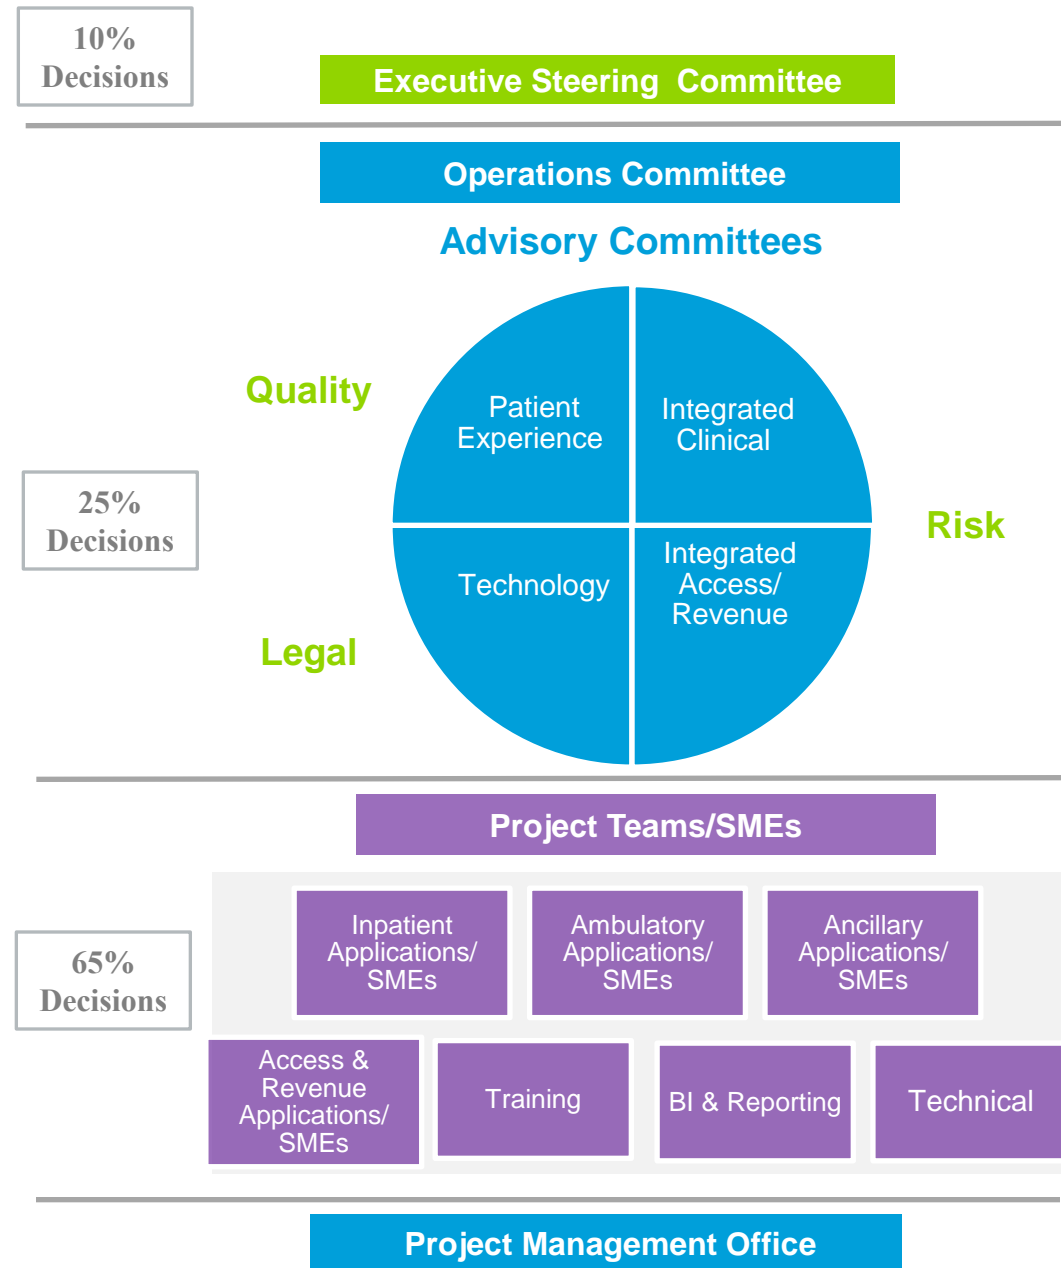 10%
Decisions
Executive Steering Committee
Operations Committee
Advisory Committees
Quality
Patient
Experience
Integrated
Clinical
25%
Decisions
Risk
Technology
Integrated
Access/
Revenue
Legal
Project Teams/SMEs
Inpatient
Applications/
SMEs
Ambulatory
Applications/
SMEs
Ancillary
Applications/
SMEs
65%
Decisions
Access &
Revenue
Applications/
SMEs
Training
BI & Reporting
Technical
Project Management Office